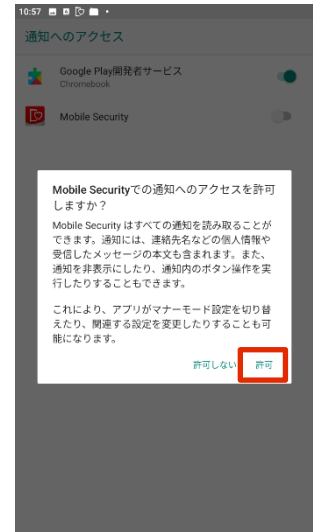 10:57
通知へのアクセス
Google Play開発者サービス
Chromebook
Mobile Security
Mobile Securityでの通知へのアクセスを許可
しますか？
Mobile Security はすべての通知を読み取ることが
できます。通知には、連絡先名などの個人情報や
受信したメッセージの本文も含まれます。また、
通知を非表示にしたり、通知内のボタン操作を実
行したりすることもできます。
これにより、アプリがマナーモード設定を切り替
えたり、関連する設定を変更したりすることも可
能になります。
許可しない 許可